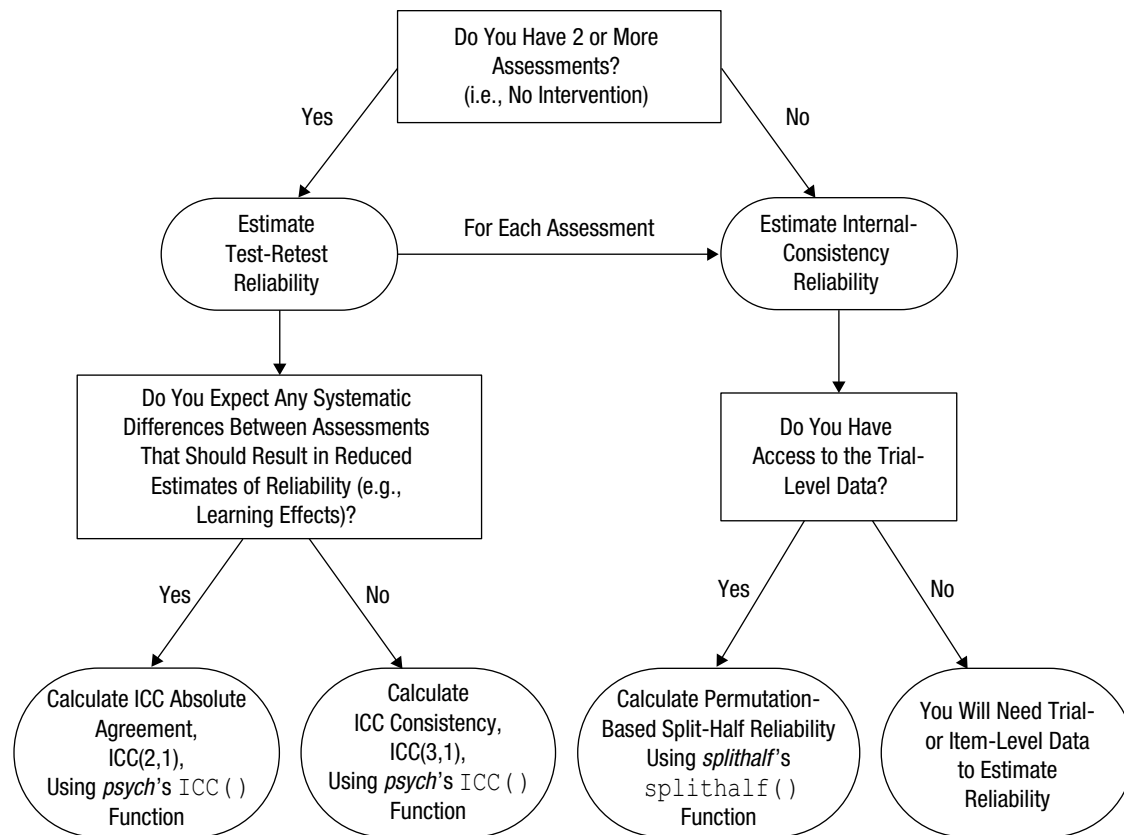 Do You Have 2 or More
Assessments?
(i.e., No Intervention)
Yes
No
Estimate
Test-Retest
Reliability
For Each Assessment
Estimate Internal-
Consistency
Reliability
Do You Expect Any Systematic
Differences Between Assessments
That Should Result in Reduced
Estimates of Reliability (e.g.,
Learning Effects)?
Do You Have
Access to the Trial-
Level Data?
Yes
No
Yes
No
Calculate ICC Absolute
Agreement,
ICC(2,1),
Using psych's ICC()
Function
Calculate
ICC Consistency,
ICC(3,1),
Using psych's ICC()
Function
Calculate Permutation-
Based Split-Half Reliability
Using splithalf's
splithalf()
Function
You Will Need Trial-
or Item-Level Data
to Estimate
Reliability